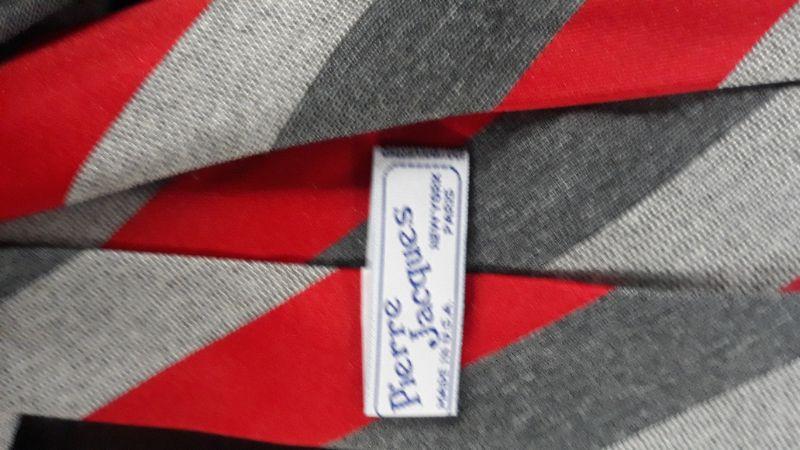 Pierre
Jacques
NEW YORK
PARIS
MADE IN U.S.A.